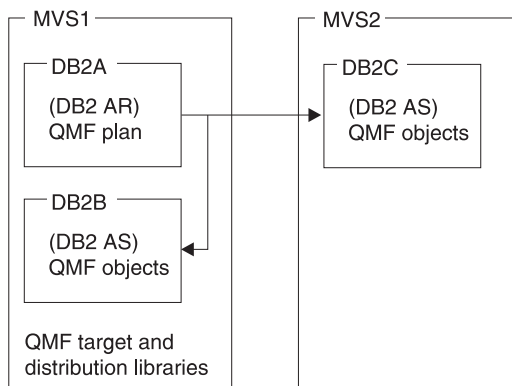 MVS1
DB2A
(DB2 AR)
QMF plan
DB2B
(DB2 AS)
QMF objects
QMF target and
distribution libraries
MVS2
DB2C
(DB2 AS)
QMF objects